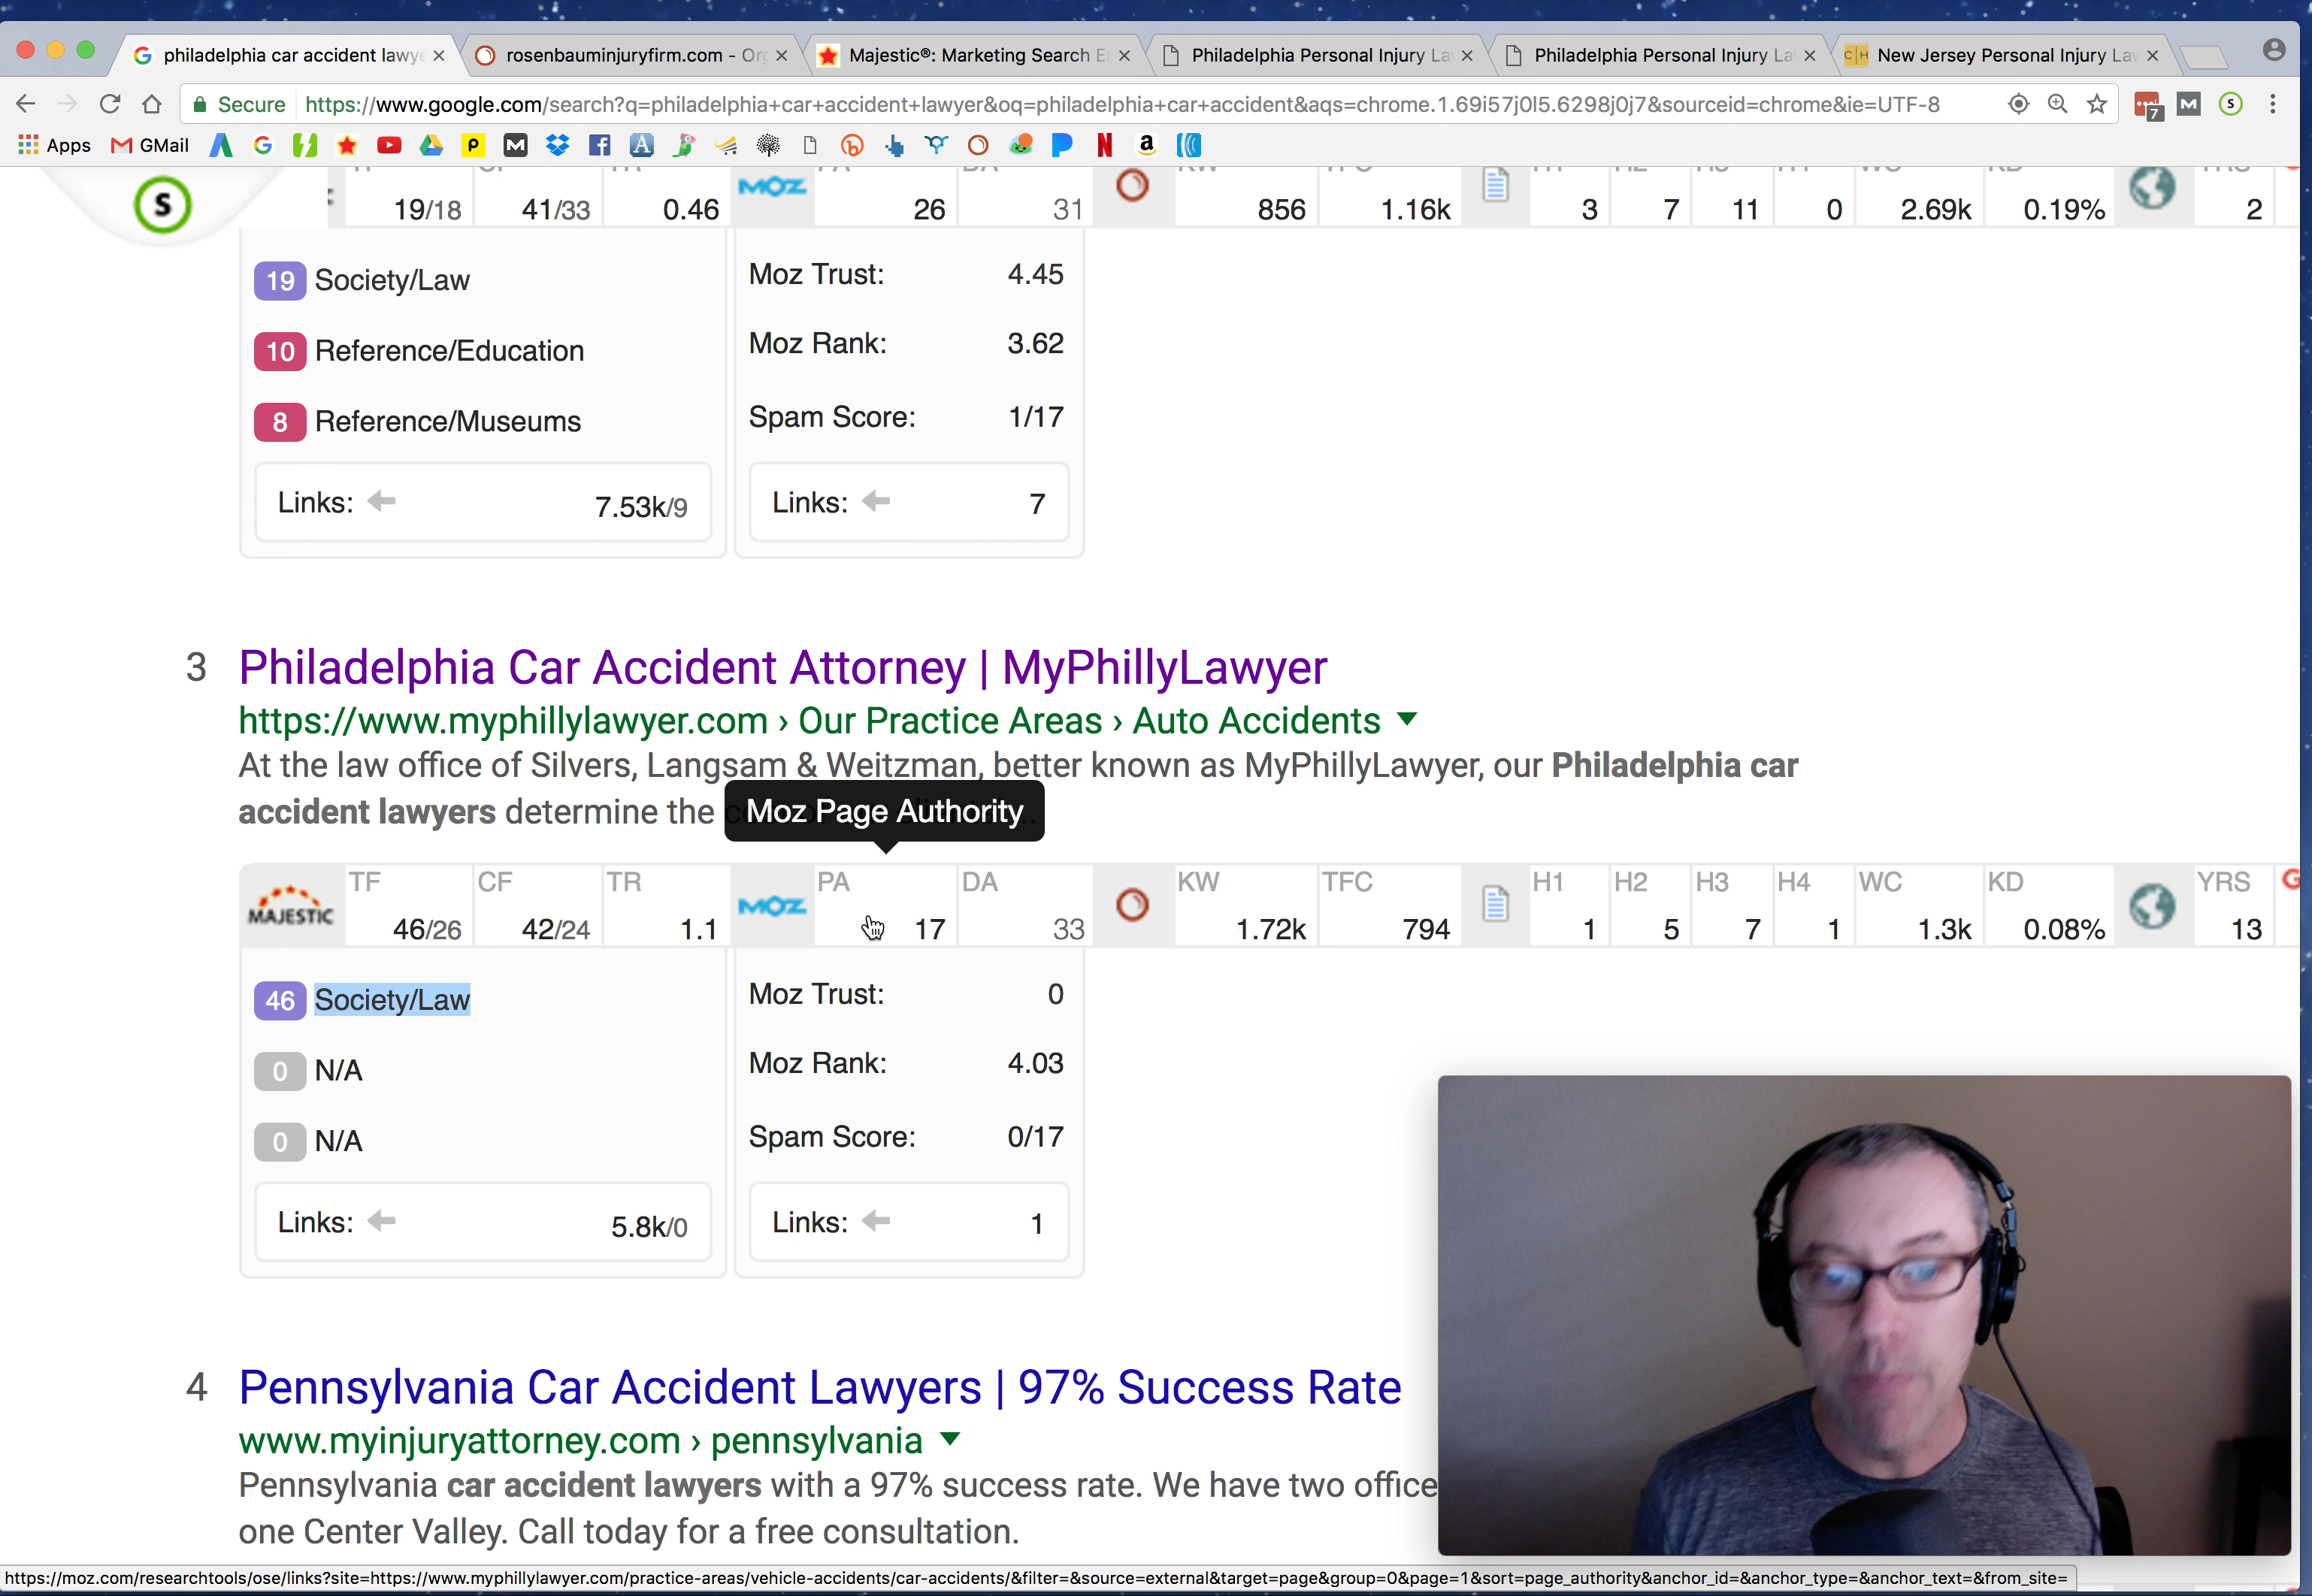 philadelphia car accident lawye
rosenbauminjuryfirm.com - Or
Majestic®: Marketing Search E
Philadelphia Personal Injury La
Philadelphia Personal Injury La
C|H New Jersey Personal Injury Law
Secure https://www.google.com/search?q=philadelphia+car+accident+lawyer&oq=philadelphia+car+accident&aqs=chrome.1.69i57j0l5.6298j0j7&sourceid=chrome&ie=UTF-8
7 M S
Apps GMail
S 19/18 41/33 0.46 MOZ 26 31 856 1.16k 3 7 11 0 2.69k 0.19% 2
19 Society/Law
10 Reference/Education
8 Reference/Museums
Links: 7.53k/9
Moz Trust: 4.45
Moz Rank: 3.62
Spam Score: 1/17
Links: 7
3 Philadelphia Car Accident Attorney | MyPhillyLawyer
https://www.myphillylawyer.com › Our Practice Areas › Auto Accidents
At the law office of Silvers, Langsam & Weitzman, better known as MyPhillyLawyer, our Philadelphia car
accident lawyers determine the
Moz Page Authority
MAJESTIC TF 46/26 CF 42/24 TR 1.1 MOZ PA 17 DA 33 KW 1.72k TFC 794 H1 1 H2 5 H3 7 H4 1 WC 1.3k KD 0.08% YRS 13
46 Society/Law
0 N/A
0 N/A
Links: 5.8k/0
Moz Trust: 0
Moz Rank: 4.03
Spam Score: 0/17
Links: 1
4 Pennsylvania Car Accident Lawyers | 97% Success Rate
www.myinjuryattorney.com › pennsylvania
Pennsylvania car accident lawyers with a 97% success rate. We have two office
one Center Valley. Call today for a free consultation.
https://moz.com/researchtools/ose/links?site=https://www.myphillylawyer.com/practice-areas/vehicle-accidents/car-accidents/&filter=&source=external&target=page&group=0&page=1&sort=page_authority&anchor_id=&anchor_type=&anchor_text=&from_site=